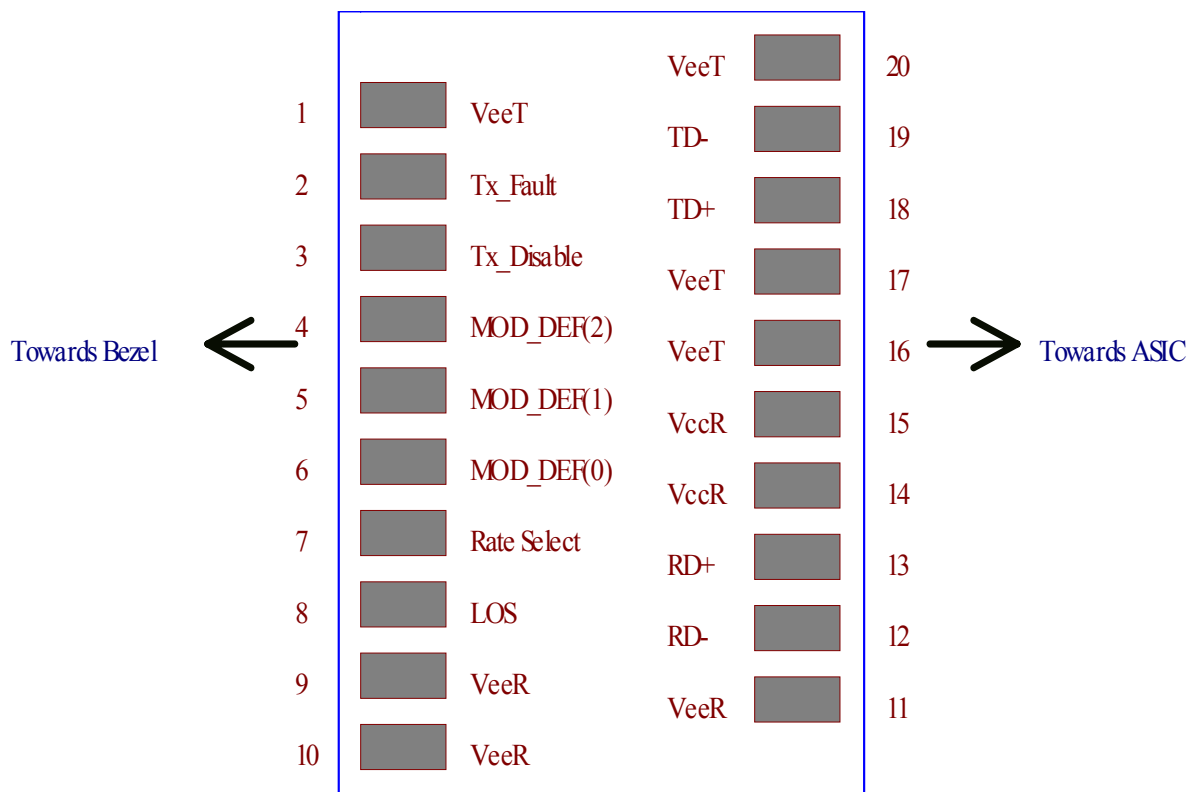 VeeT 20
1 VeeT
TD- 19
2 Tx_Fault
TD+ 18
3 Tx_Disable
VeeT 17
4 MOD_DEF(2)
Towards Bezel
VeeT 16
Towards ASIC
5 MOD_DEF(1)
VccR 15
6 MOD_DEF(0)
VccR 14
7 Rate Select
RD+ 13
8 LOS
RD- 12
9 VeeR
VeeR 11
10 VeeR